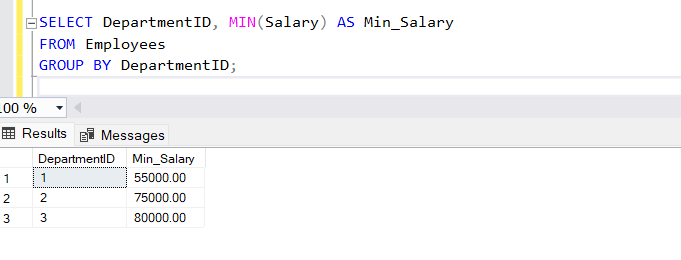 SELECT DepartmentID, MIN(Salary) AS Min_Salary
FROM Employees
GROUP BY DepartmentID;
100 %
Results Messages
DepartmentID Min_Salary
1 1 55000.00
2 2 75000.00
3 3 80000.00